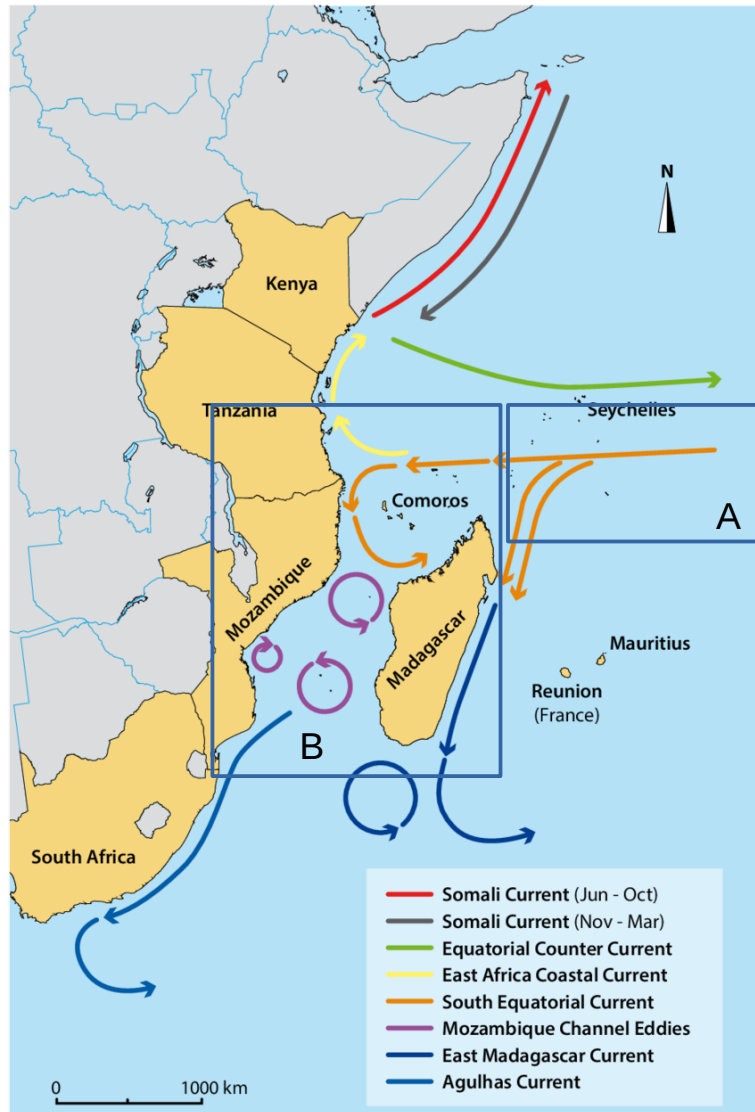 N
Kenya
Tanzania
Seychelles
A
Comoros
Mozambique
Madagascar
Mauritius
Reunion
(France)
B
South Africa
Somali Current (Jun - Oct)
Somali Current (Nov - Mar)
Equatorial Counter Current
East Africa Coastal Current
South Equatorial Current
Mozambique Channel Eddies
East Madagascar Current
Agulhas Current
0 1000 km